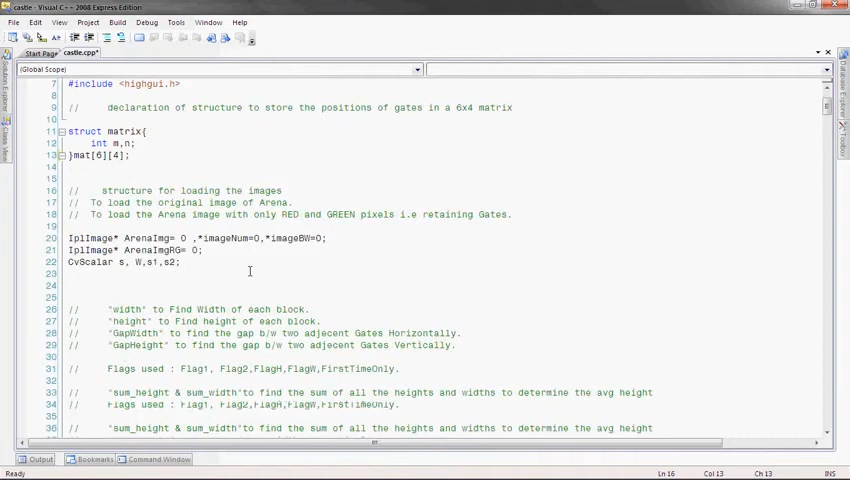 castle - Visual C++ 2008 Express Edition
File Edit View Project Build Debug Tools Window Help
Start Page castle.cpp*
(Global Scope)
7 #include <highgui.h>
8
9 // declaration of structure to store the positions of gates in a 6x4 matrix
10
11 struct matrix{
12 int m,n;
13 }mat[6][4];
14
15
16 // structure for loading the images
17 // To load the original image of Arena.
18 // To load the Arena image with only RED and GREEN pixels i.e retaining Gates.
19
20 IplImage* ArenaImg= 0 ,*imageNum=0,*imageBW=0;
21 IplImage* ArenaImgRG= 0;
22 CvScalar s, W,s1,s2;
23
24
25
26 // "width" to Find Width of each block.
27 // "height" to Find height of each block.
28 // "GapWidth" to find the gap b/w two adjecent Gates Horizontally.
29 // "GapHeight" to find the gap b/w two adjecent Gates Vertically.
30
31 // Flags used : Flag1, Flag2,FlagH,FlagW,FirstTimeOnly.
32
33 // "sum_height & sum_width"to find the sum of all the heights and widths to determine the avg height
34 // Flags used : Flag1, Flag2,FlagH,FlagW,FirstTimeOnly.
35
36 // "sum_height & sum_width"to find the sum of all the heights and widths to determine the avg height
Solution Explorer
Class View
Database Explorer
Toolbox
Output Bookmarks Command Window
Ready Ln 16 Col 13 Ch 13 INS